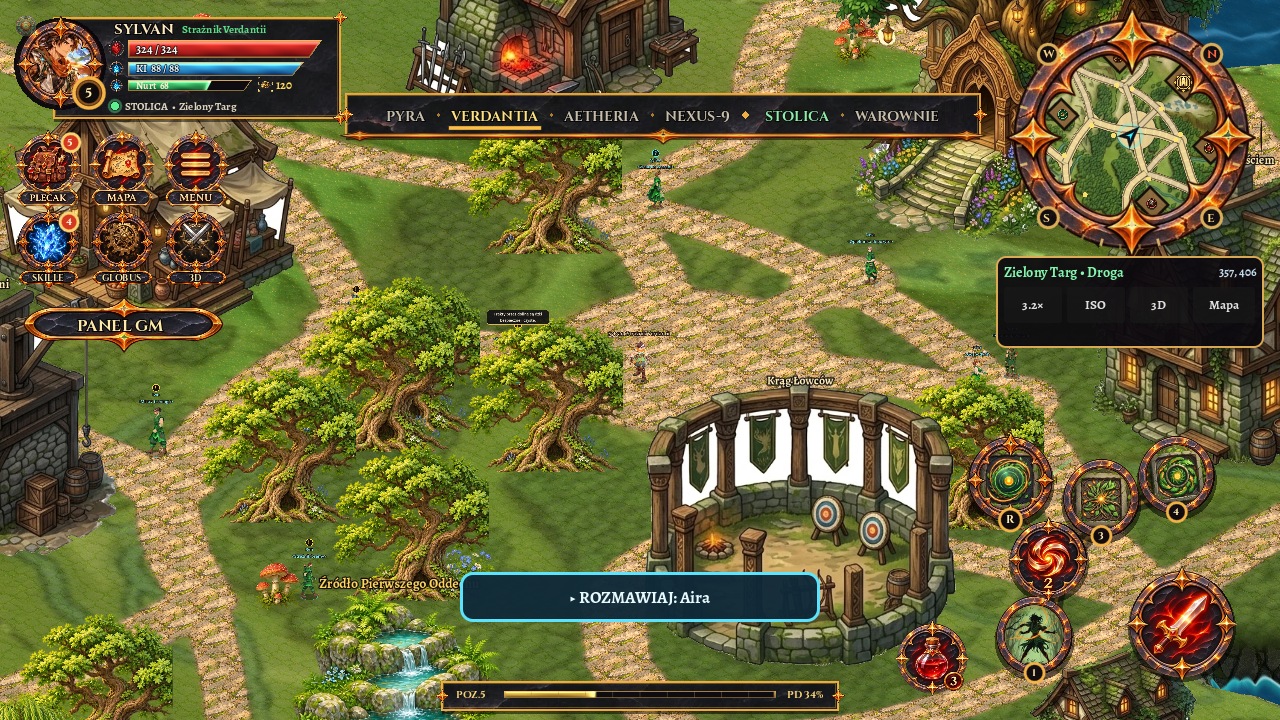 SYLVAN Strażnik Verdantii
324 / 324
KI 88 / 88
Nurt 68
120
5
STOLICA • Zielony Targ
PYRA • VERDANTIA • AETHERIA • NEXUS-9 ◆ STOLICA • WAROWNIE
W
N
S
E
5
PLECAK
MAPA
MENU
4
SKILLE
GLOBUS
3D
PANEL GM
Zielony Targ • Droga
357, 406
3.2×
ISO
3D
Mapa
Krąg Łowców
R
3
4
2
1
3
Źródło Pierwszego Odde
▸ ROZMAWIAJ: Aira
POZ.5
PD 34%